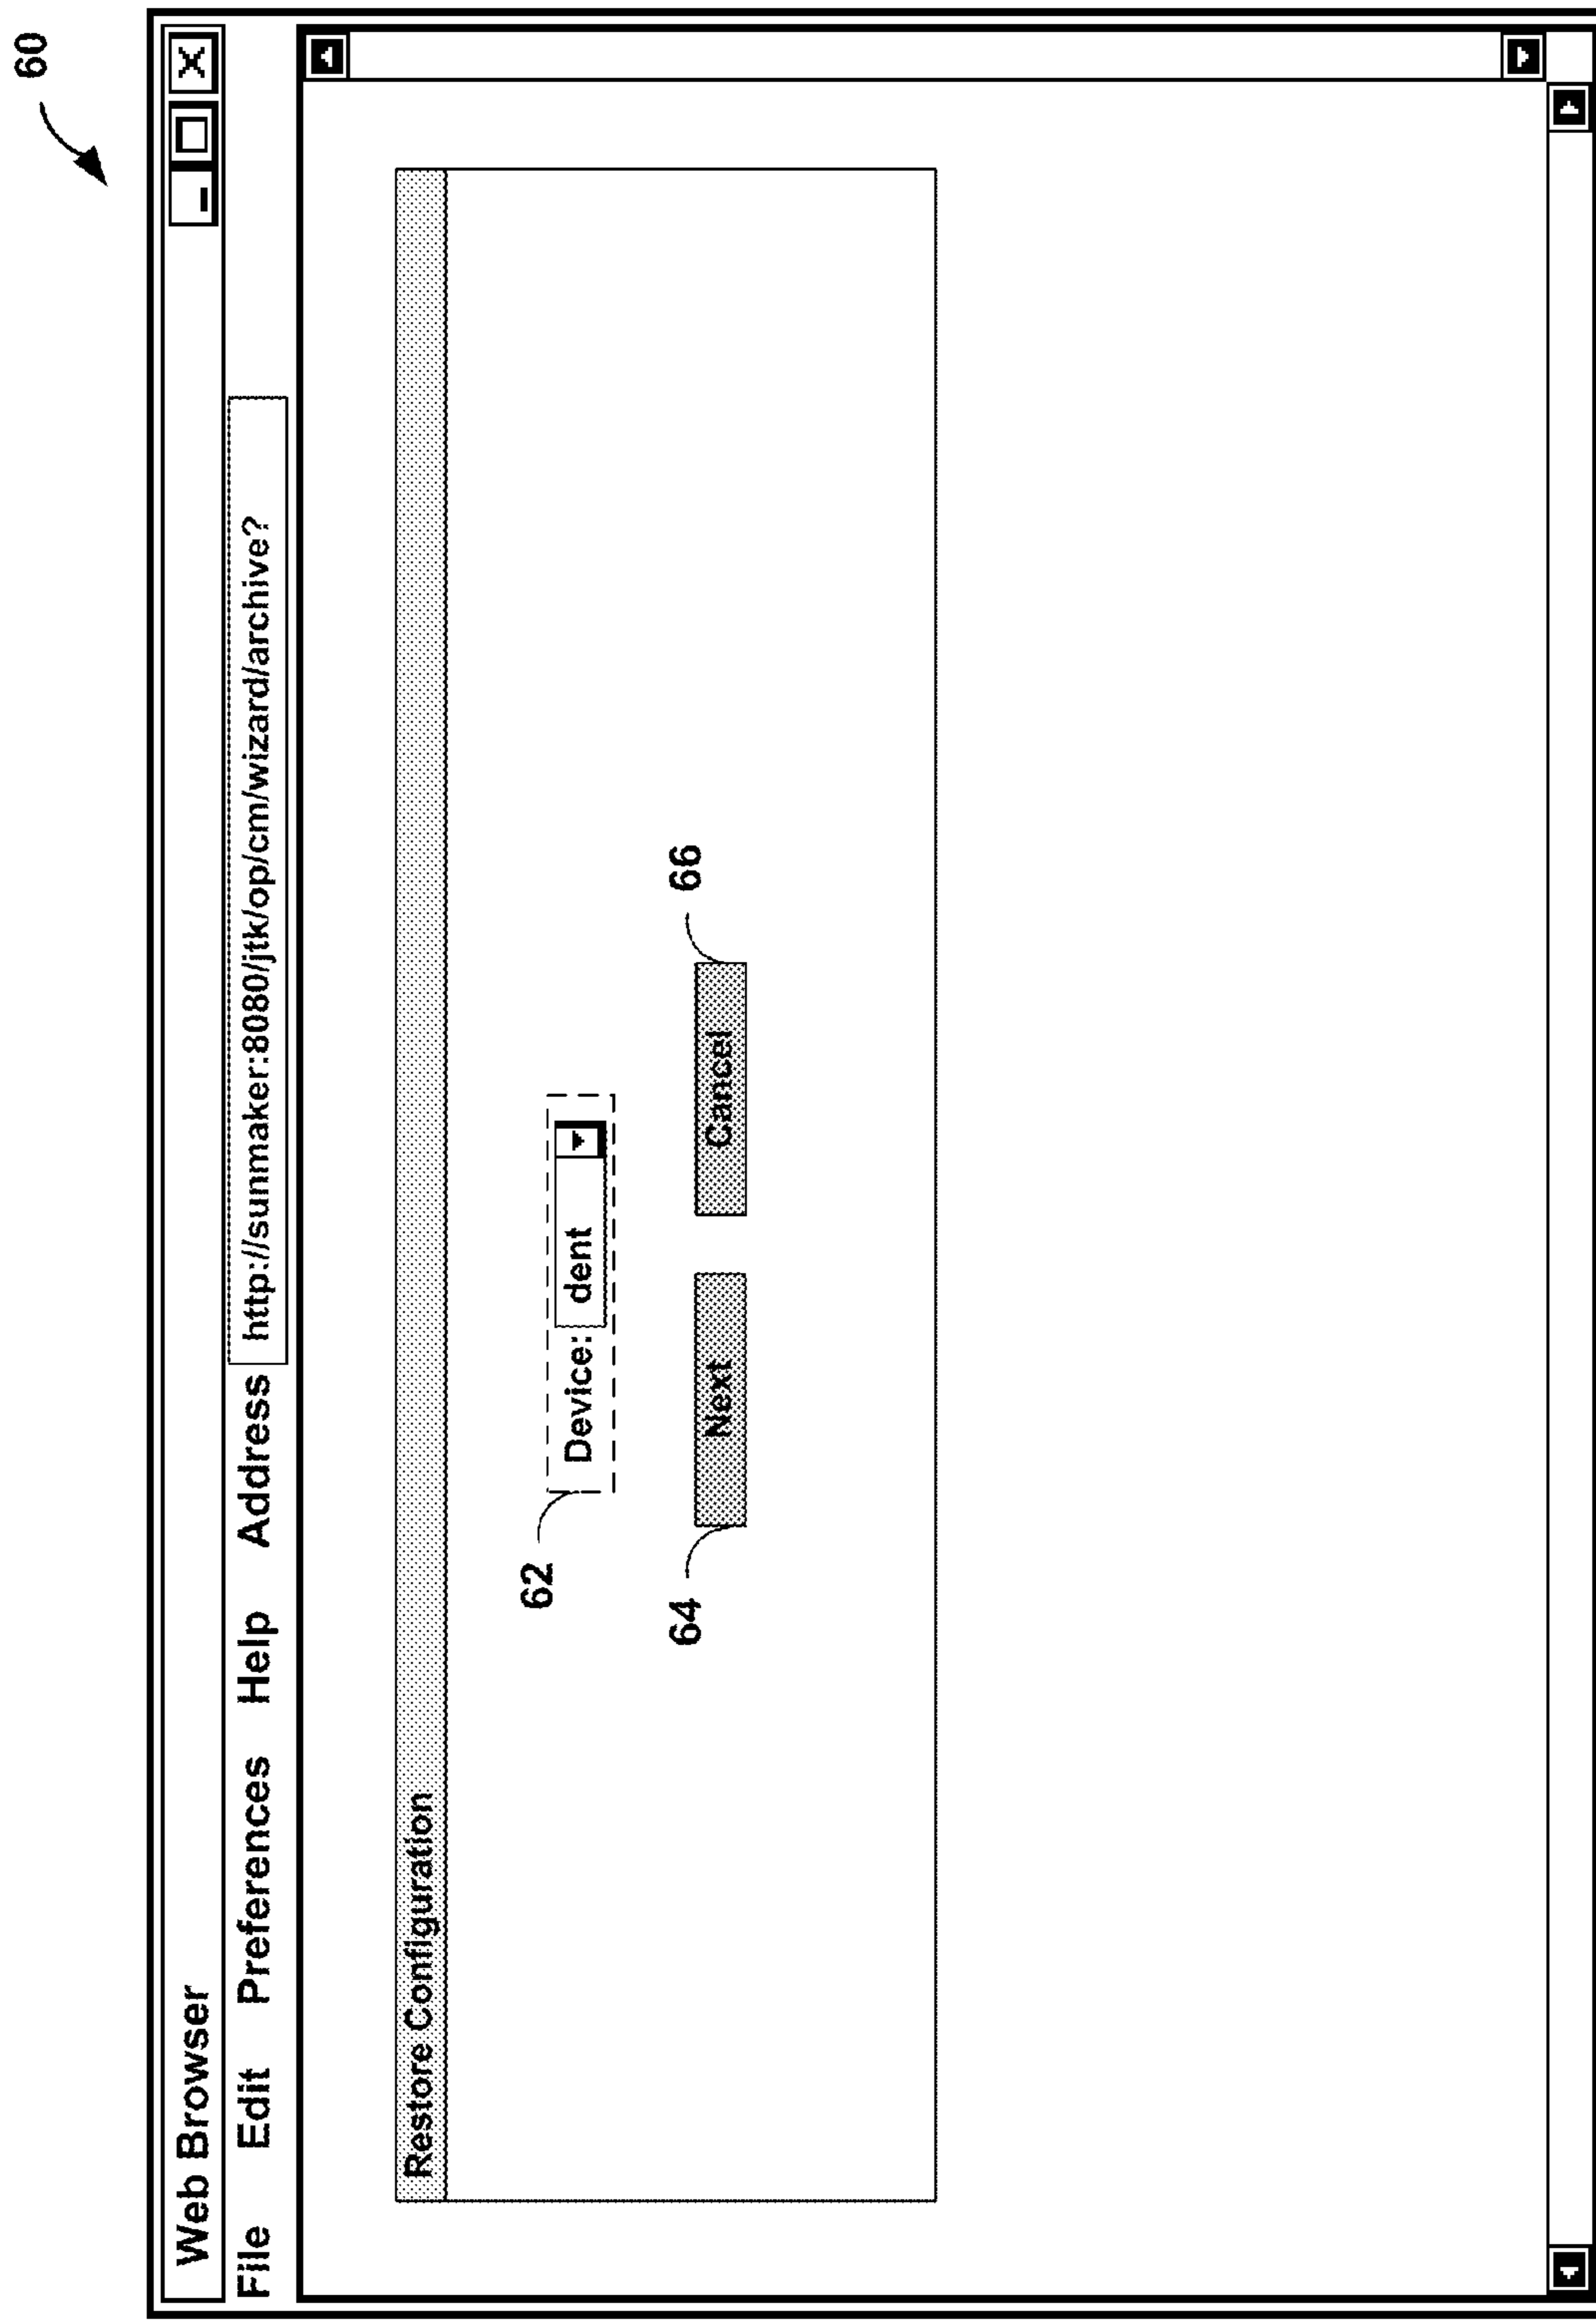 60
Web Browser
File Edit Preferences Help Address http://sunmaker:8080/jtk/op/cm/wizard/archive?
Restore Configuration
62
Device: dent
64
66
Next Cancel